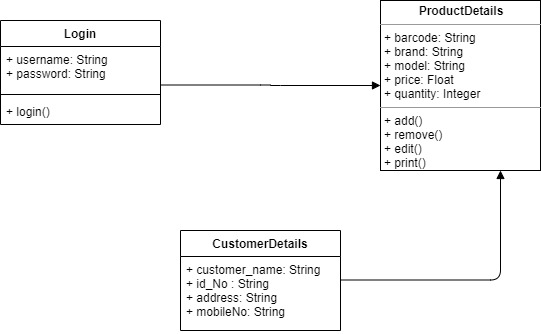 Login
+ username: String
+ password: String
+ login()
ProductDetails
+ barcode: String
+ brand: String
+ model: String
+ price: Float
+ quantity: Integer
+ add()
+ remove()
+ edit()
+ print()
CustomerDetails
+ customer_name: String
+ id_No : String
+ address: String
+ mobileNo: String